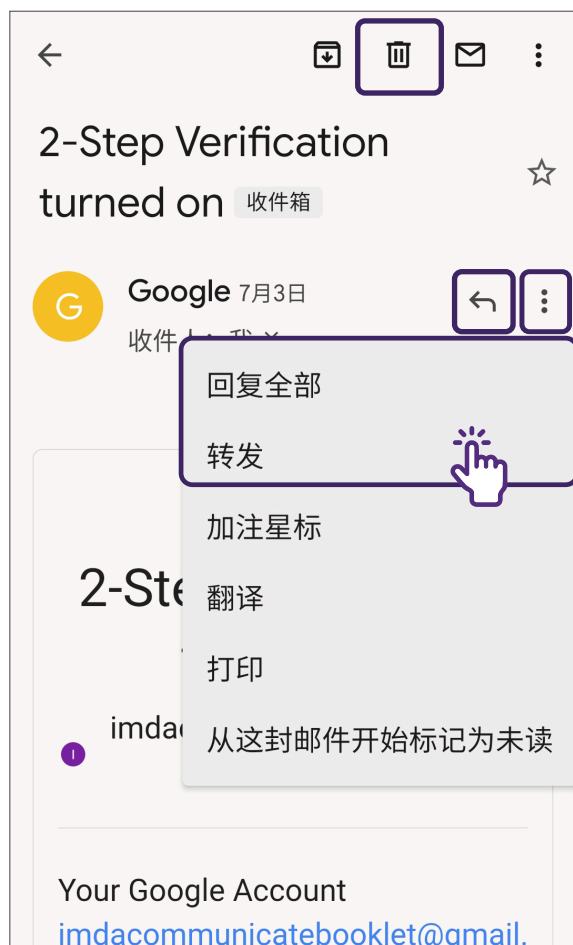 2-Step Verification
turned on 收件箱
G Google 7月3日
收件人：我
回复全部
转发
加注星标
2-Ste 翻译
打印
imdac
I
从这封邮件开始标记为未读
Your Google Account
imdacommunicatebooklet@gmail.